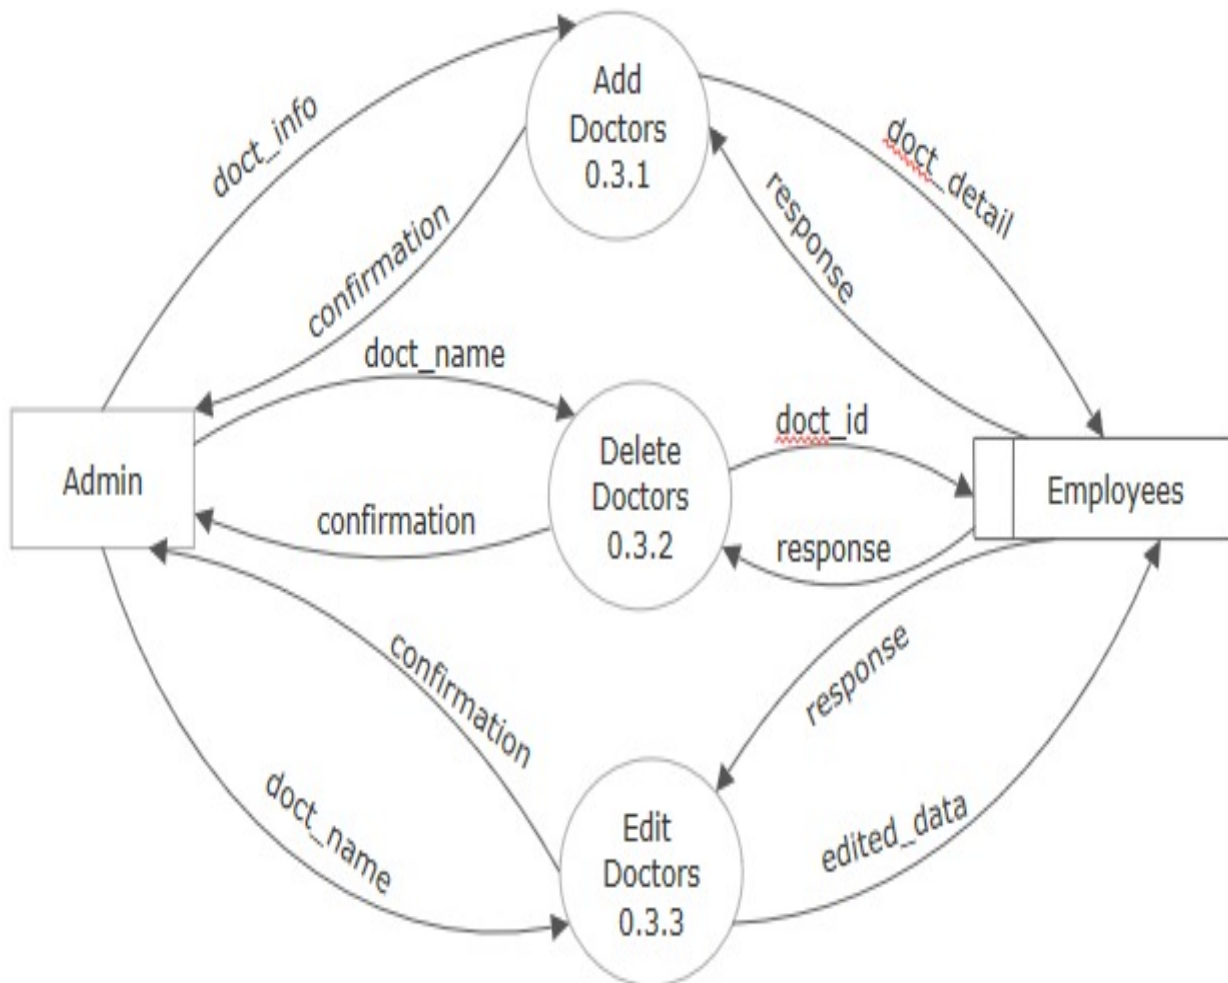 Add
Doctors
0.3.1
doct_info
doct_detail
response
confirmation
doct_name
doct_id
Delete
Doctors
0.3.2
Admin
Employees
confirmation
response
confirmation
response
doct_name
edited_data
Edit
Doctors
0.3.3